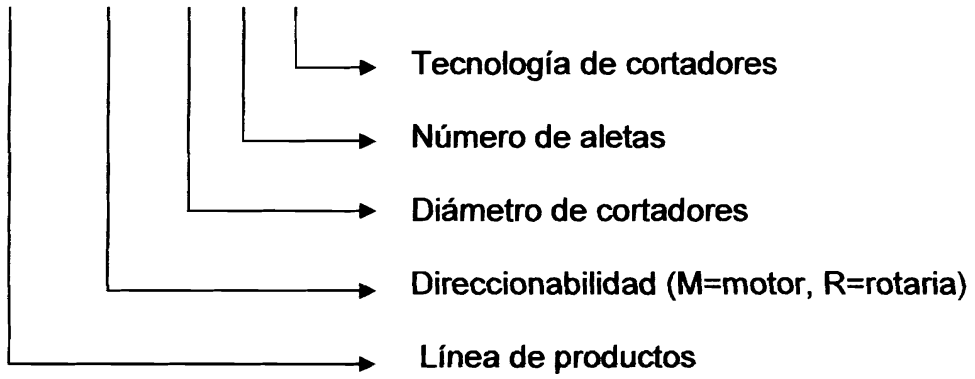 Tecnología de cortadores
Número de aletas
Diámetro de cortadores
Direccionabilidad (M=motor, R=rotaria)
Línea de productos